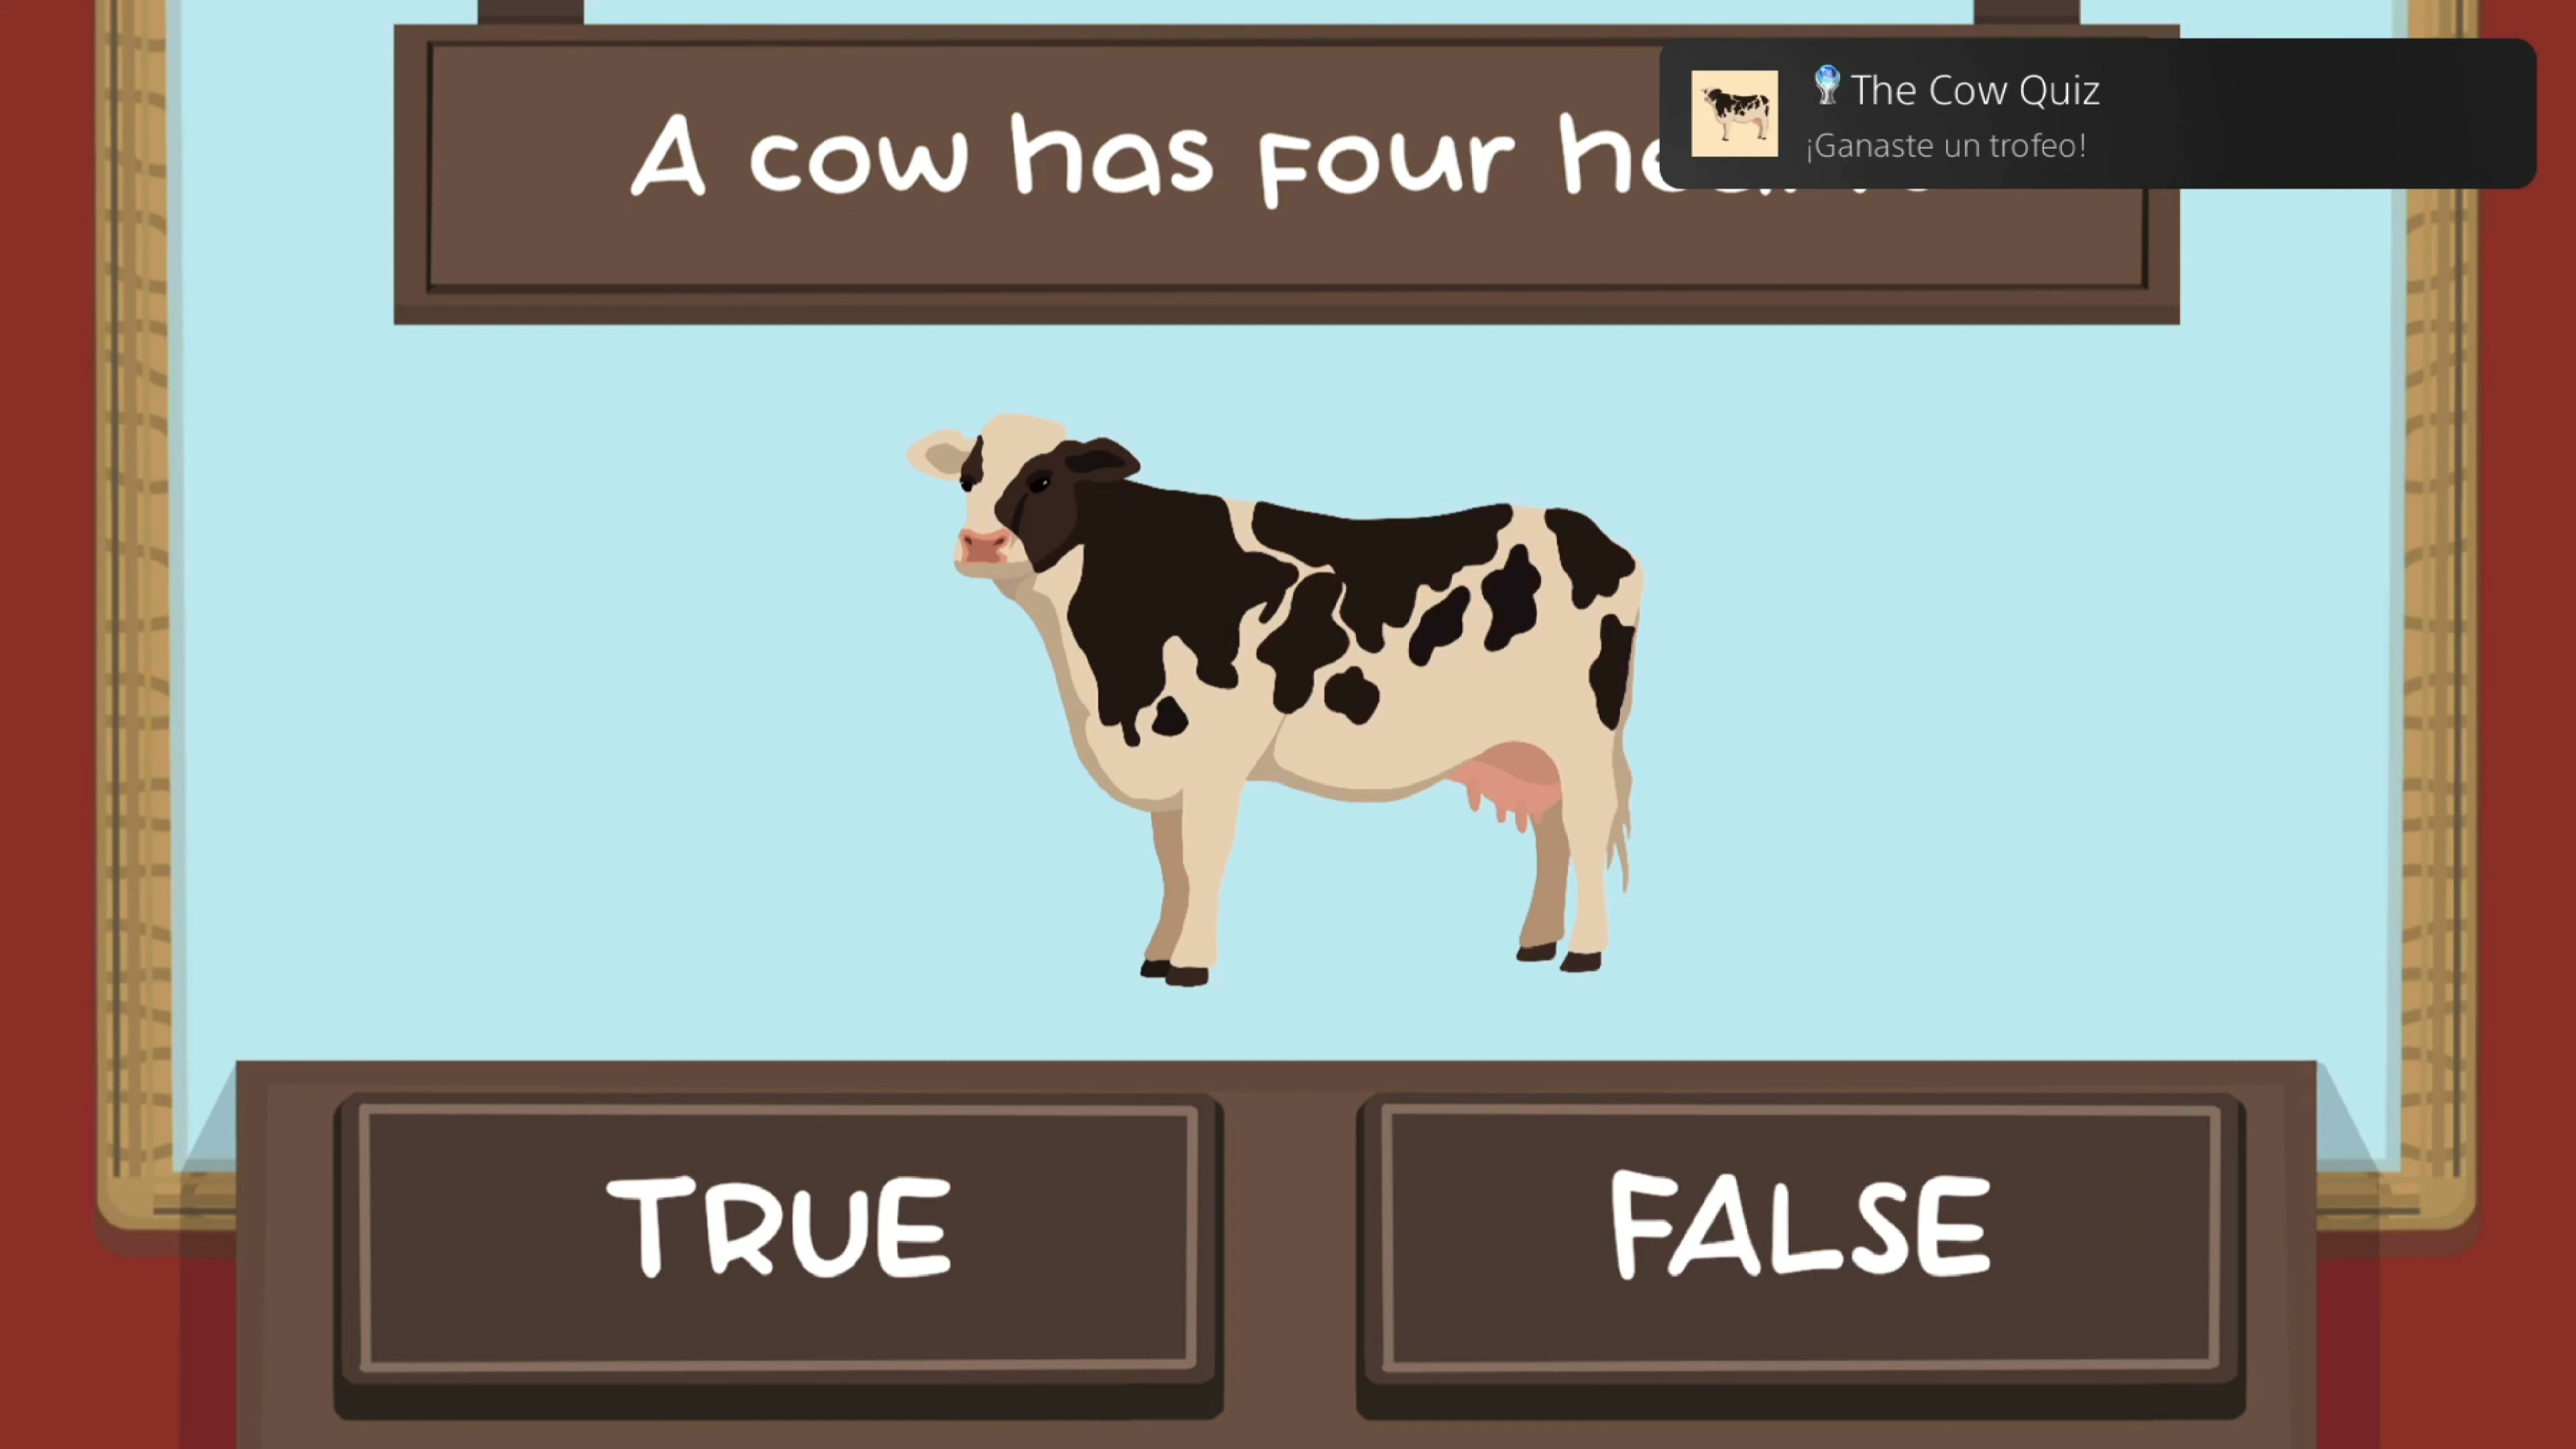 A cow has four
The Cow Quiz
¡Ganaste un trofeo!
TRUE
FALSE